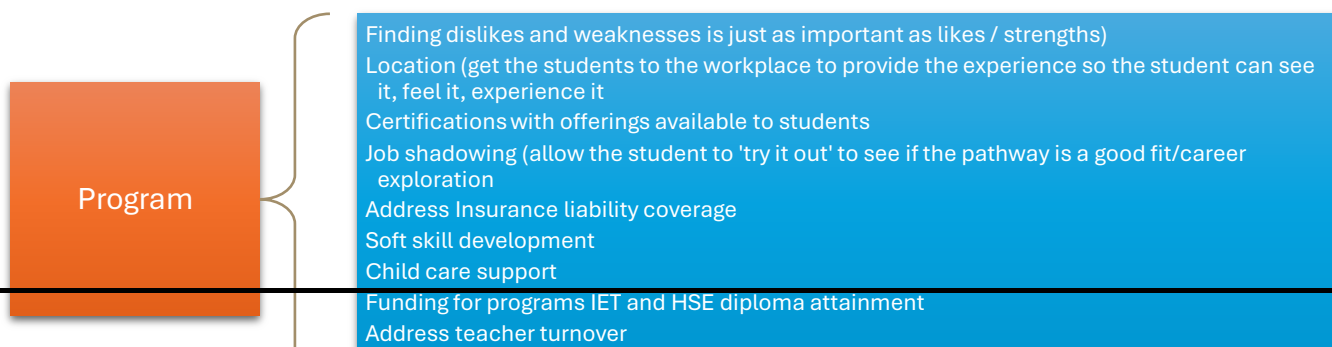 Program
Finding dislikes and weaknesses is just as important as likes / strengths)
Location (get the students to the workplace to provide the experience so the student can see
it, feel it, experience it
Certifications with offerings available to students
Job shadowing (allow the student to 'try it out' to see if the pathway is a good fit/career
exploration
Address Insurance liability coverage
Soft skill development
Child care support
Funding for programs IET and HSE diploma attainment
Address teacher turnover